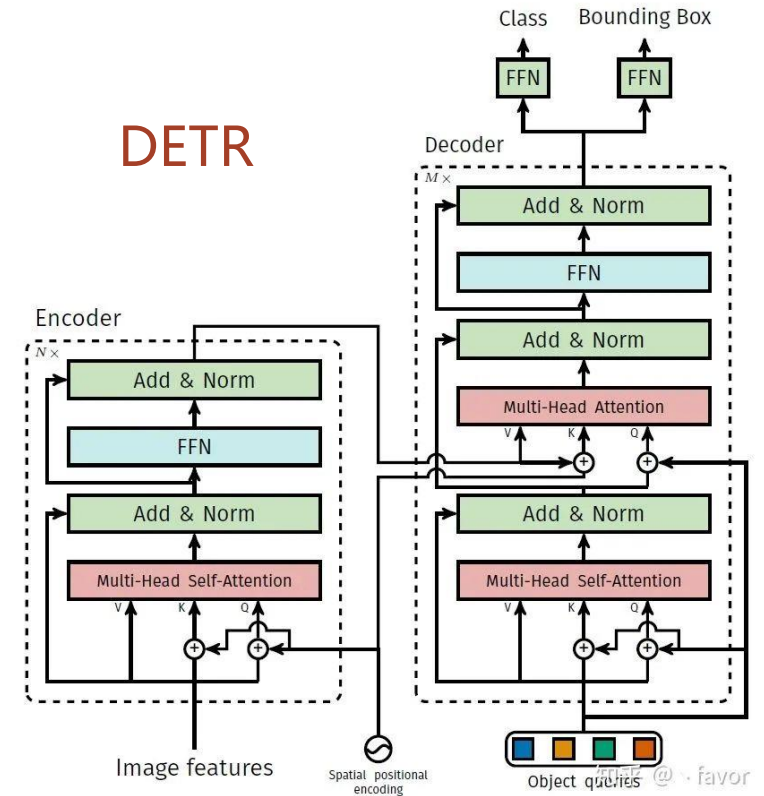 Class
Bounding Box
FFN
FFN
DETR
Decoder
M×
Add & Norm
FFN
Add & Norm
Multi-Head Attention
V
K
Q
+
+
Add & Norm
Multi-Head Self-Attention
V
K
Q
+
+
Object queries
Encoder
N×
Add & Norm
FFN
Add & Norm
Multi-Head Self-Attention
V
K
Q
+
+
Image features
Spatial positional
encoding
知乎 @ favor